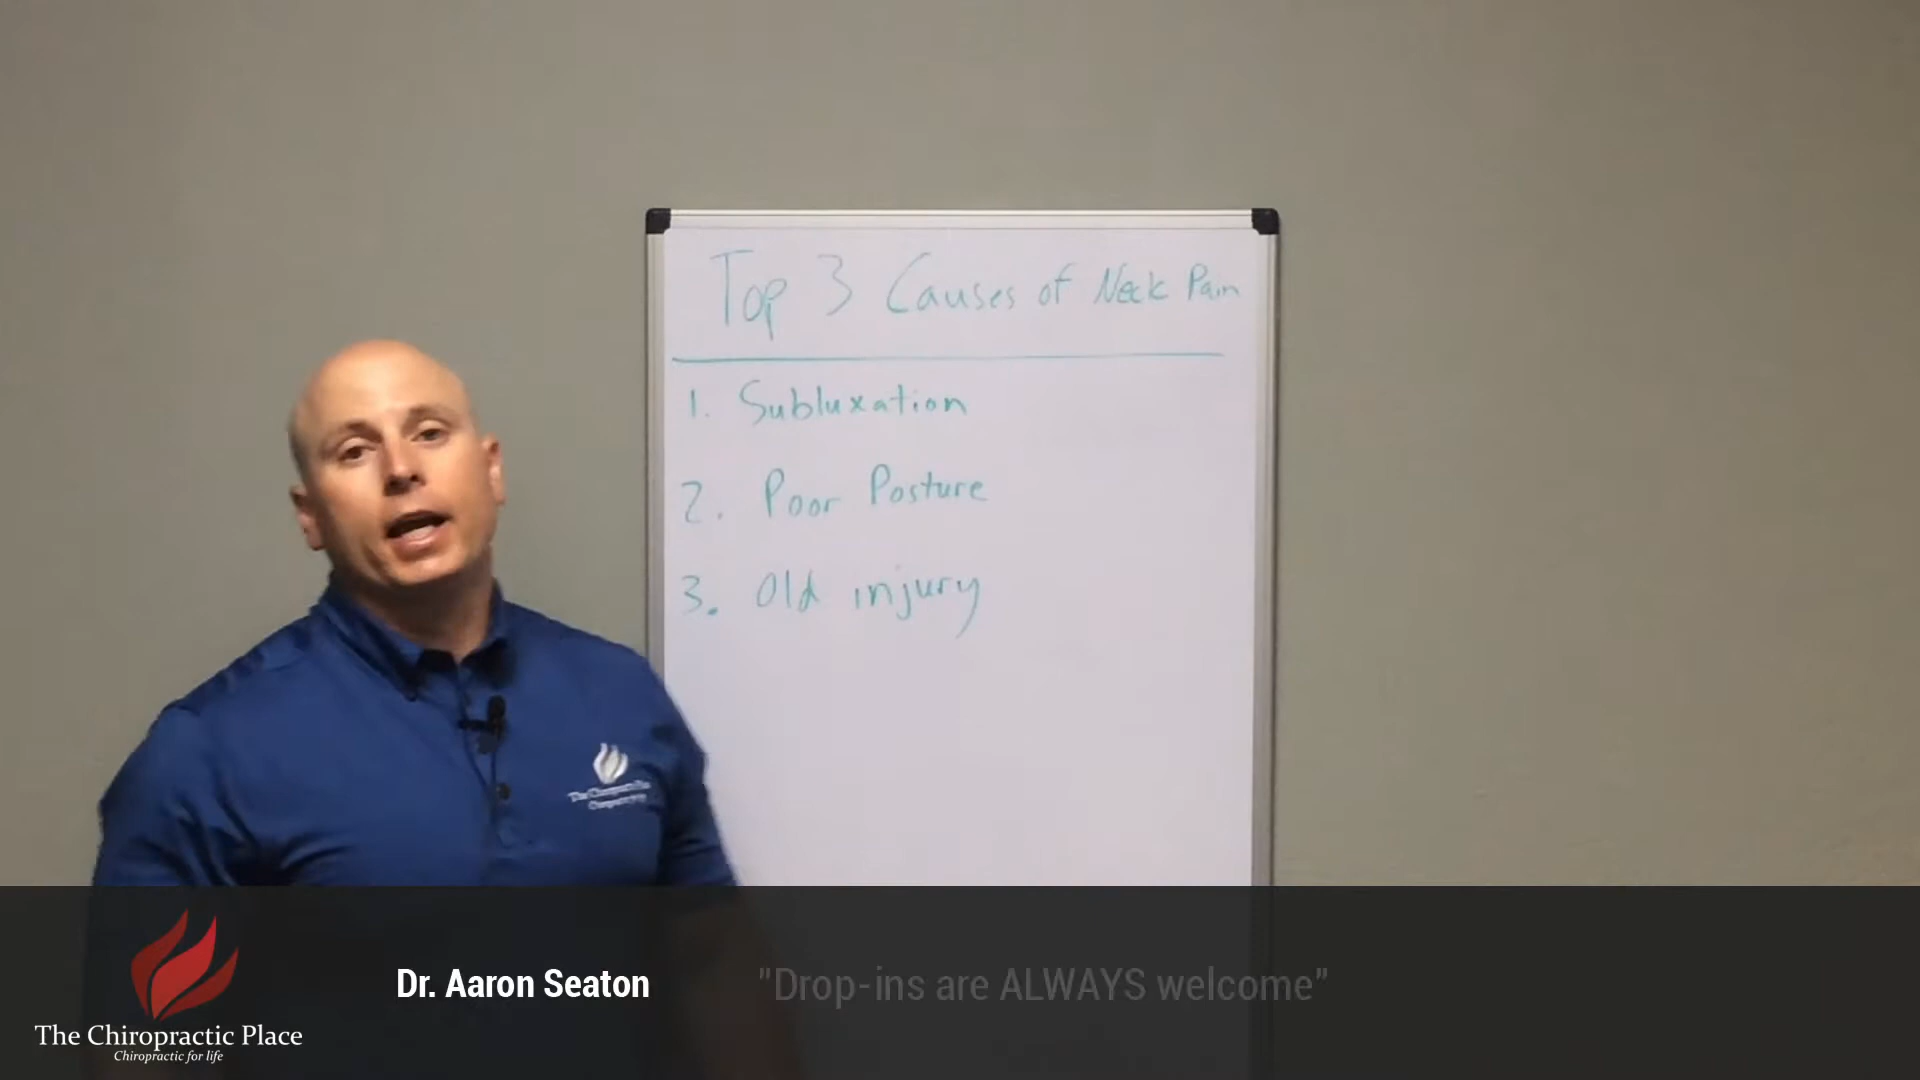 Top 3 Causes of Neck Pain
1. Subluxation
2. Poor Posture
3. Old injury
Dr. Aaron Seaton
"Drop-ins are ALWAYS welcome"
The Chiropractic Place
Chiropractic for life